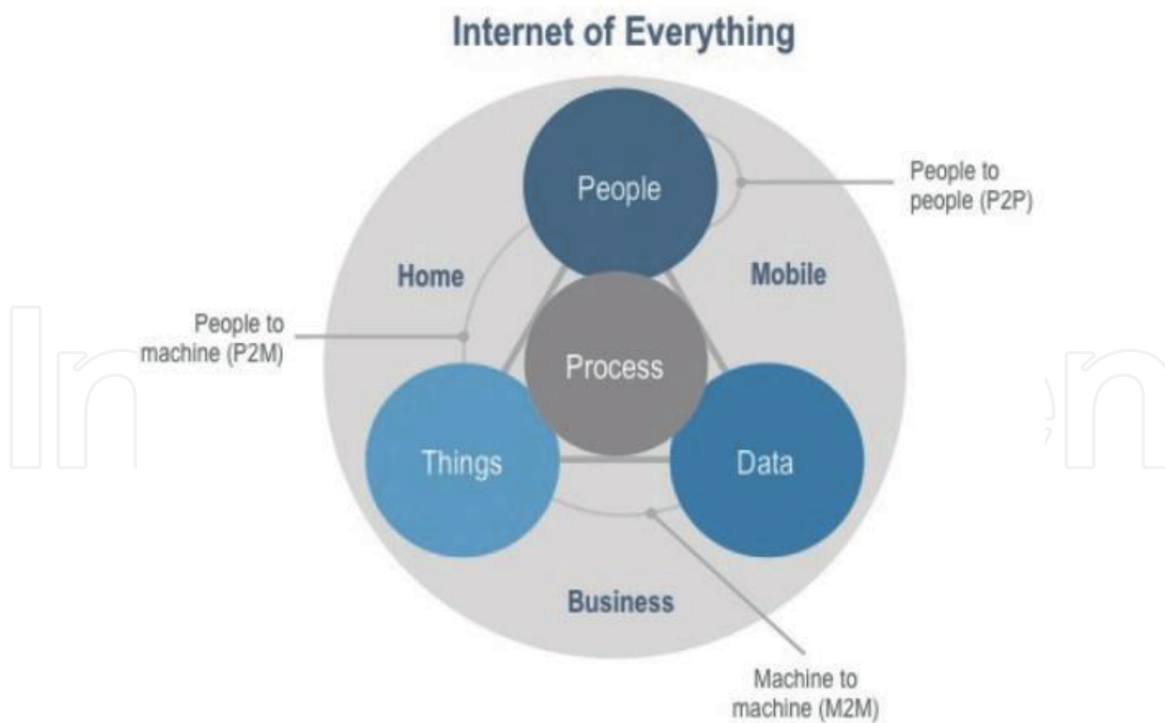 Internet of Everything
People
People to
people (P2P)
Home
Mobile
People to
machine (P2M)
Process
Things
Data
Business
Machine to
machine (M2M)